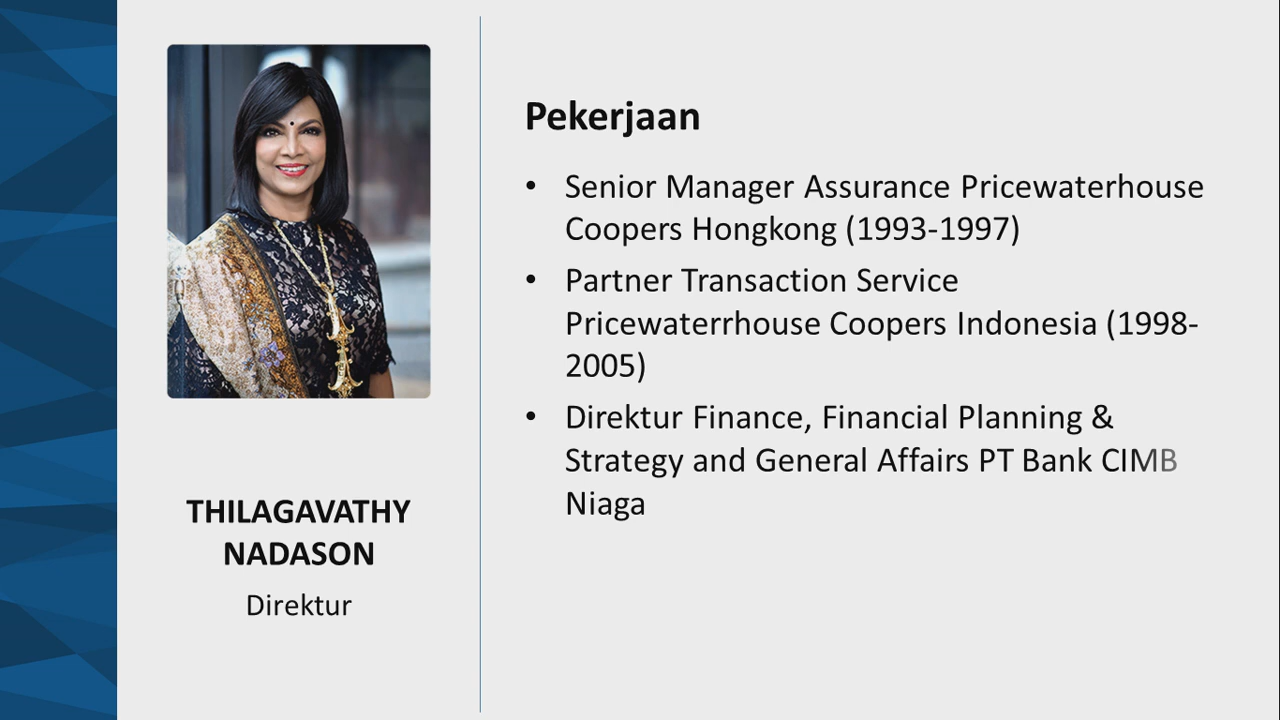 THILAGAVATHY
NADASON
Direktur
Pekerjaan
• Senior Manager Assurance Pricewaterhouse
Coopers Hongkong (1993-1997)
• Partner Transaction Service
Pricewaterrhouse Coopers Indonesia (1998-
2005)
• Direktur Finance, Financial Planning &
Strategy and General Affairs PT Bank CIMB
Niaga